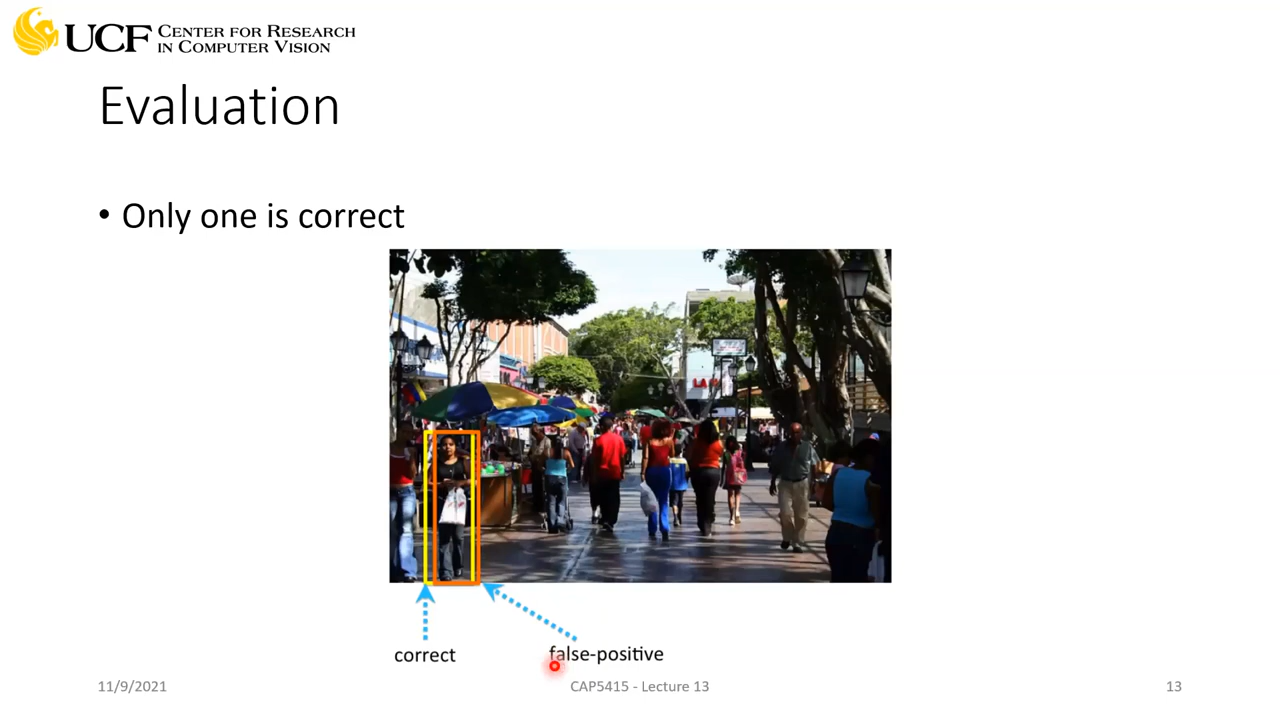 UCF CENTER FOR RESEARCH
IN COMPUTER VISION
Evaluation
• Only one is correct
LA
correct
false-positive
11/9/2021
CAP5415 - Lecture 13
13